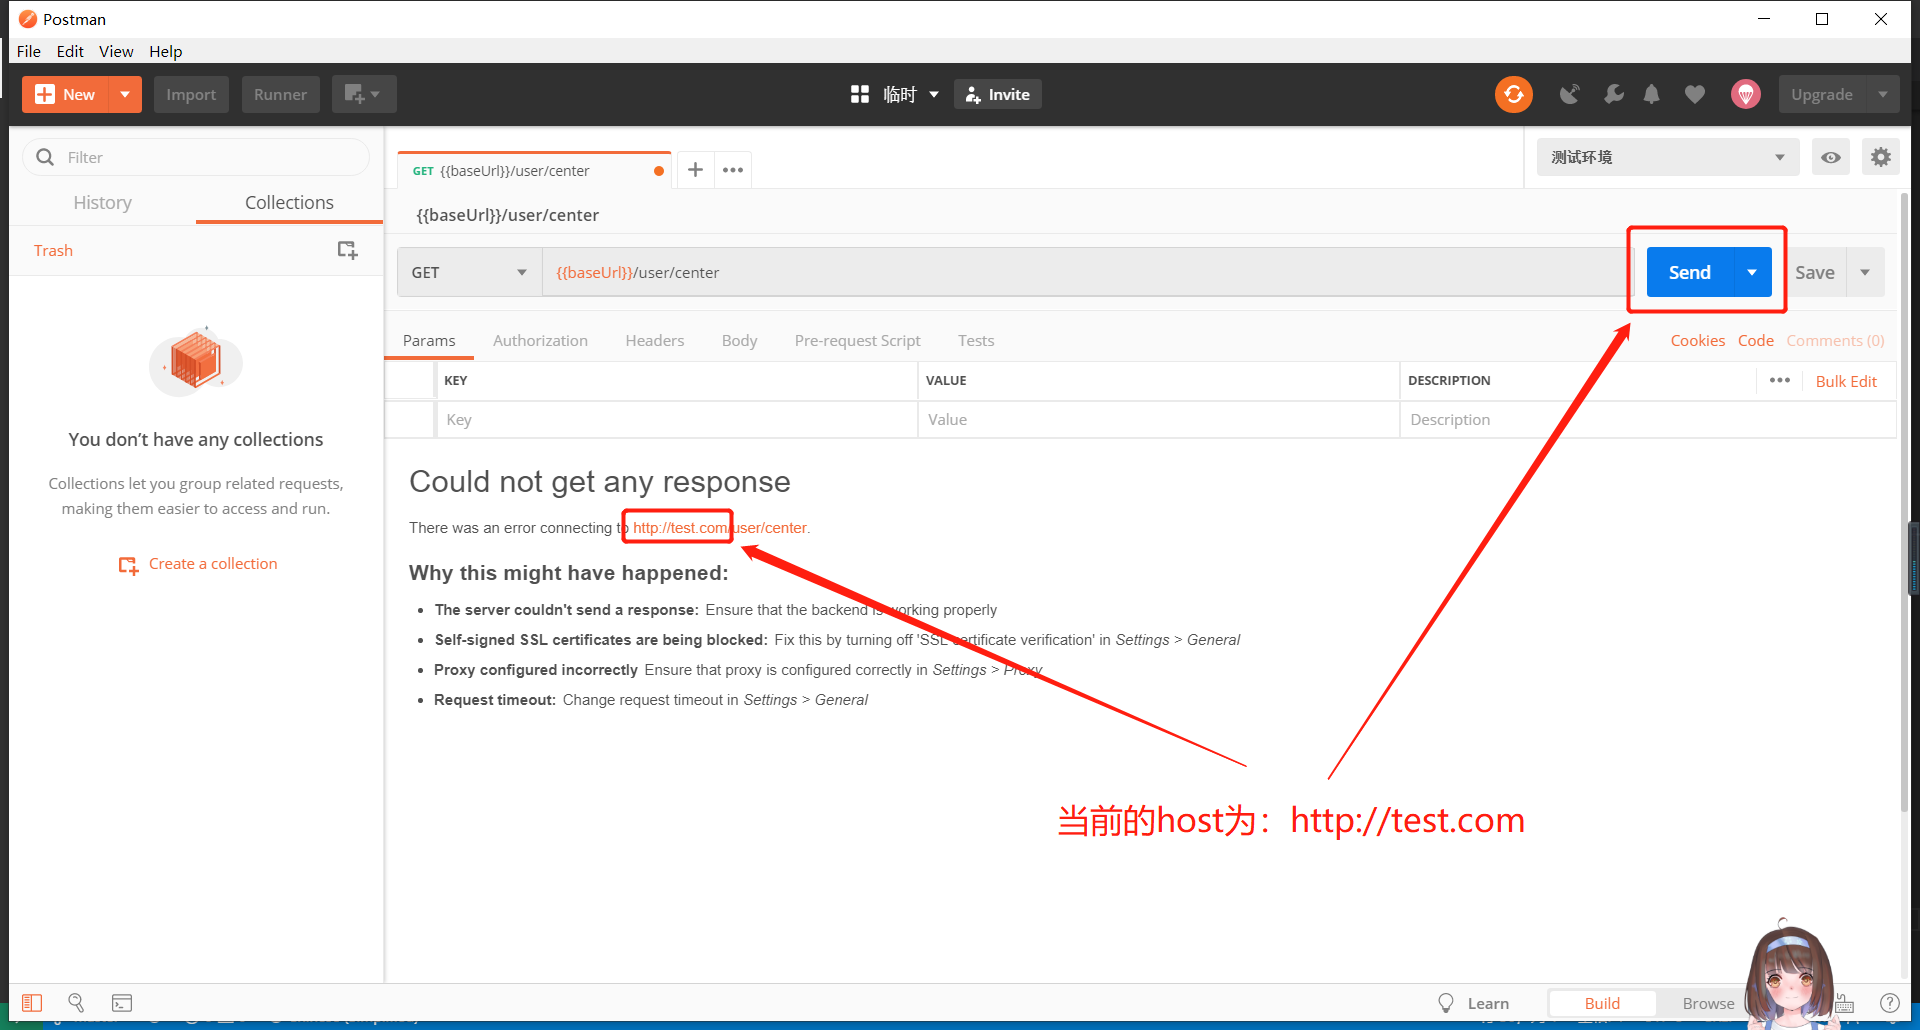 Postman
File Edit View Help
New Import Runner 临时 Invite Upgrade
Filter
History Collections
Trash
You don’t have any collections
Collections let you group related requests,
making them easier to access and run.
Create a collection
GET {{baseUrl}}/user/center
测试环境
{{baseUrl}}/user/center
GET {{baseUrl}}/user/center Send Save
Params Authorization Headers Body Pre-request Script Tests Cookies Code Comments (0)
KEY VALUE DESCRIPTION Bulk Edit
Key Value Description
Could not get any response
There was an error connecting to http://test.com/user/center.
Why this might have happened:
The server couldn't send a response: Ensure that the backend is working properly
Self-signed SSL certificates are being blocked: Fix this by turning off 'SSL certificate verification' in Settings > General
Proxy configured incorrectly Ensure that proxy is configured correctly in Settings > Proxy
Request timeout: Change request timeout in Settings > General
当前的host为：http://test.com
Learn Build Browse